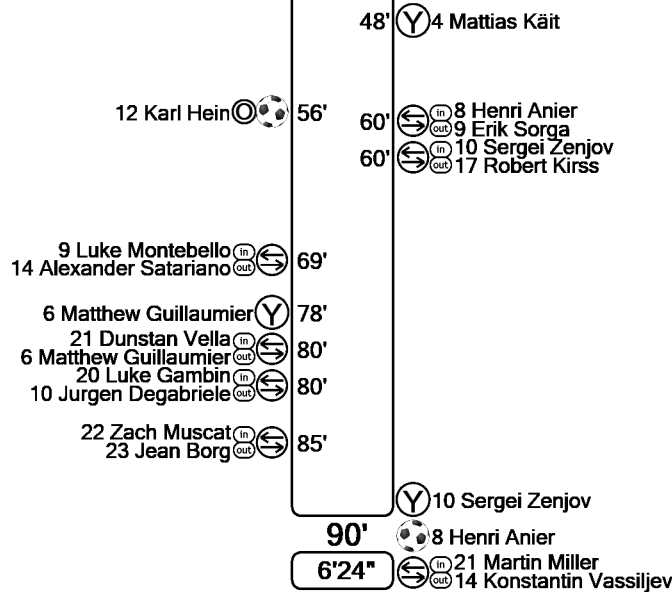 48' Y 4 Mattias Käit
12 Karl Hein O 56'
60' in 8 Henri Anier
out 9 Erik Sorga
60' in 10 Sergei Zenjov
out 17 Robert Kirss
9 Luke Montebello in
14 Alexander Satariano out 69'
6 Matthew Guillaumier Y 78'
21 Dunstan Vella in
6 Matthew Guillaumier out 80'
20 Luke Gambin in
10 Jurgen Degabriele out 80'
22 Zach Muscat in
23 Jean Borg out 85'
Y 10 Sergei Zenjov
90' 8 Henri Anier
6'24" in 21 Martin Miller
out 14 Konstantin Vassiljev